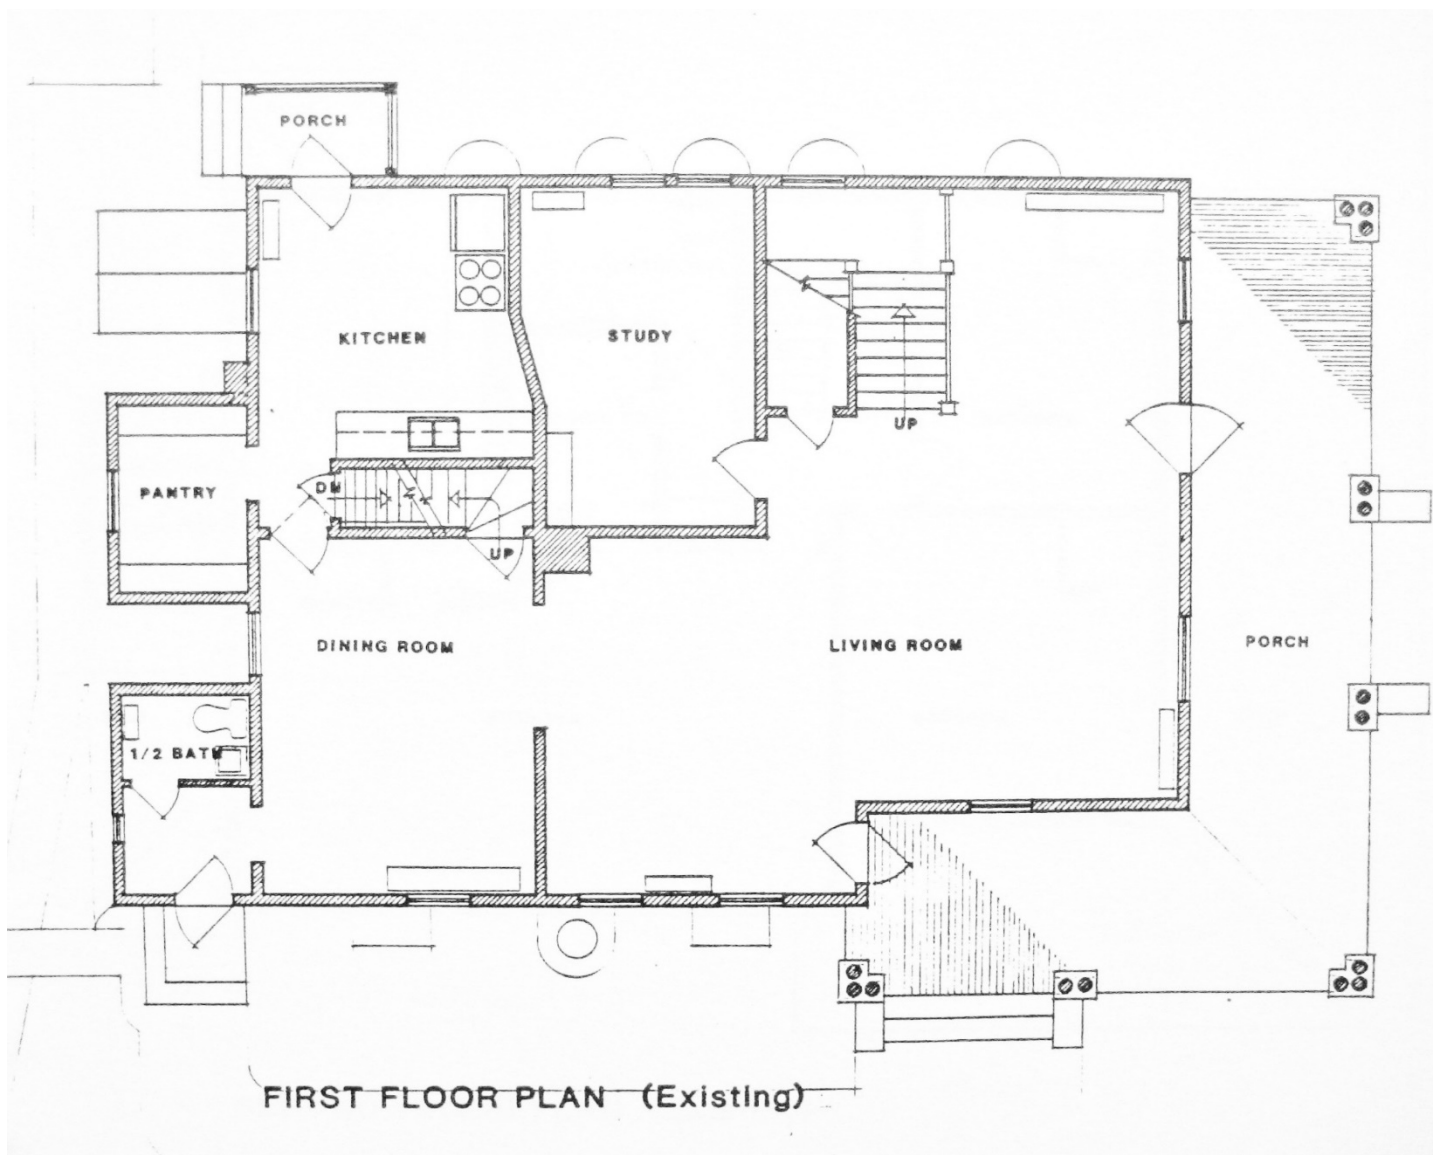 PORCH
KITCHEN
STUDY
UP
PANTRY
DN
UP
DINING ROOM
LIVING ROOM
PORCH
1/2 BATH
FIRST FLOOR PLAN (Existing)